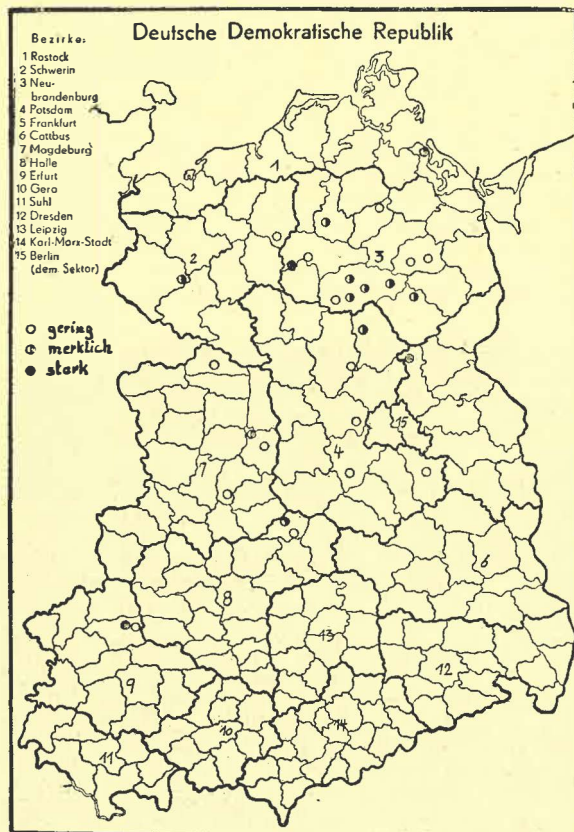 Deutsche Demokratische Republik
Bezirke:
1 Rostock
2 Schwerin
3 Neu-
brandenburg
4 Potsdam
5 Frankfurt
6 Cottbus
7 Magdeburg
8 Halle
9 Erfurt
10 Gera
11 Suhl
12 Dresden
13 Leipzig
14 Karl-Marx-Stadt
15 Berlin
(dem. Sektor)
gering
merklich
stark
1
2
3
4
5
6
7
8
9
10
11
12
13
14
15